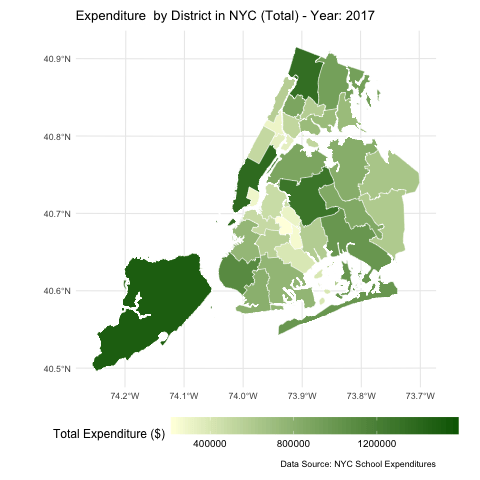 Expenditure  by District in NYC (Total) - Year: 2017
40.9°N
40.8°N
40.7°N
40.6°N
40.5°N
74.2°W 74.1°W 74.0°W 73.9°W 73.8°W 73.7°W
Total Expenditure ($)
400000 800000 1200000
Data Source: NYC School Expenditures